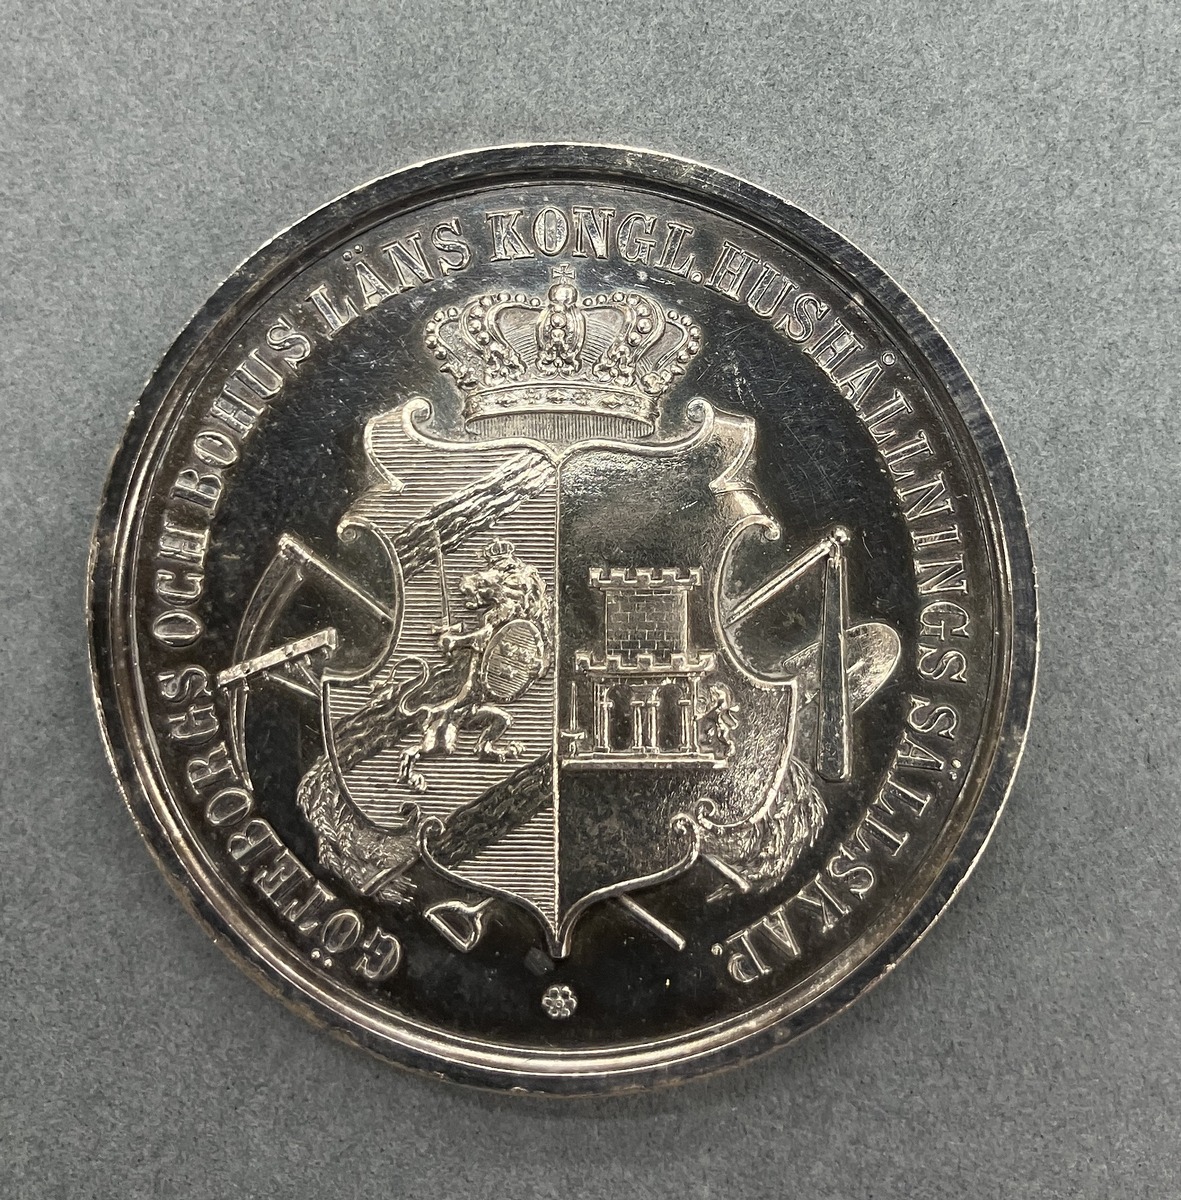 GÖTEBORGS OCH BOHUS LÄNS KONGL. HUSHÅLLNINGS SÄLLSKAP.